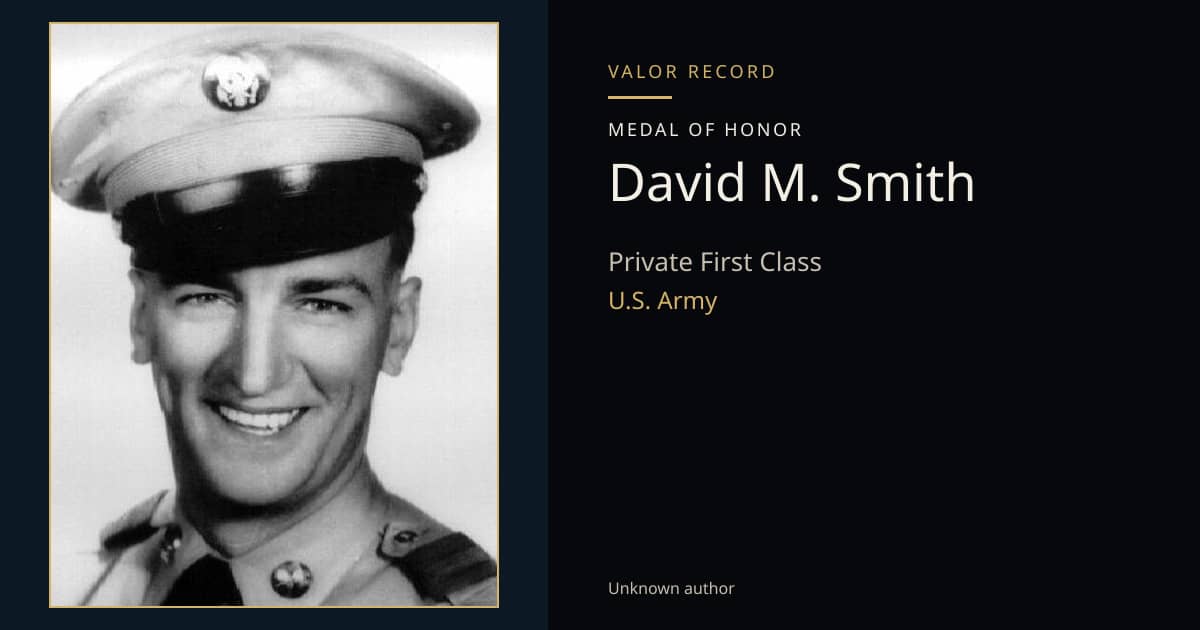 VALOR RECORD
MEDAL OF HONOR
David M. Smith
Private First Class
U.S. Army
Unknown author